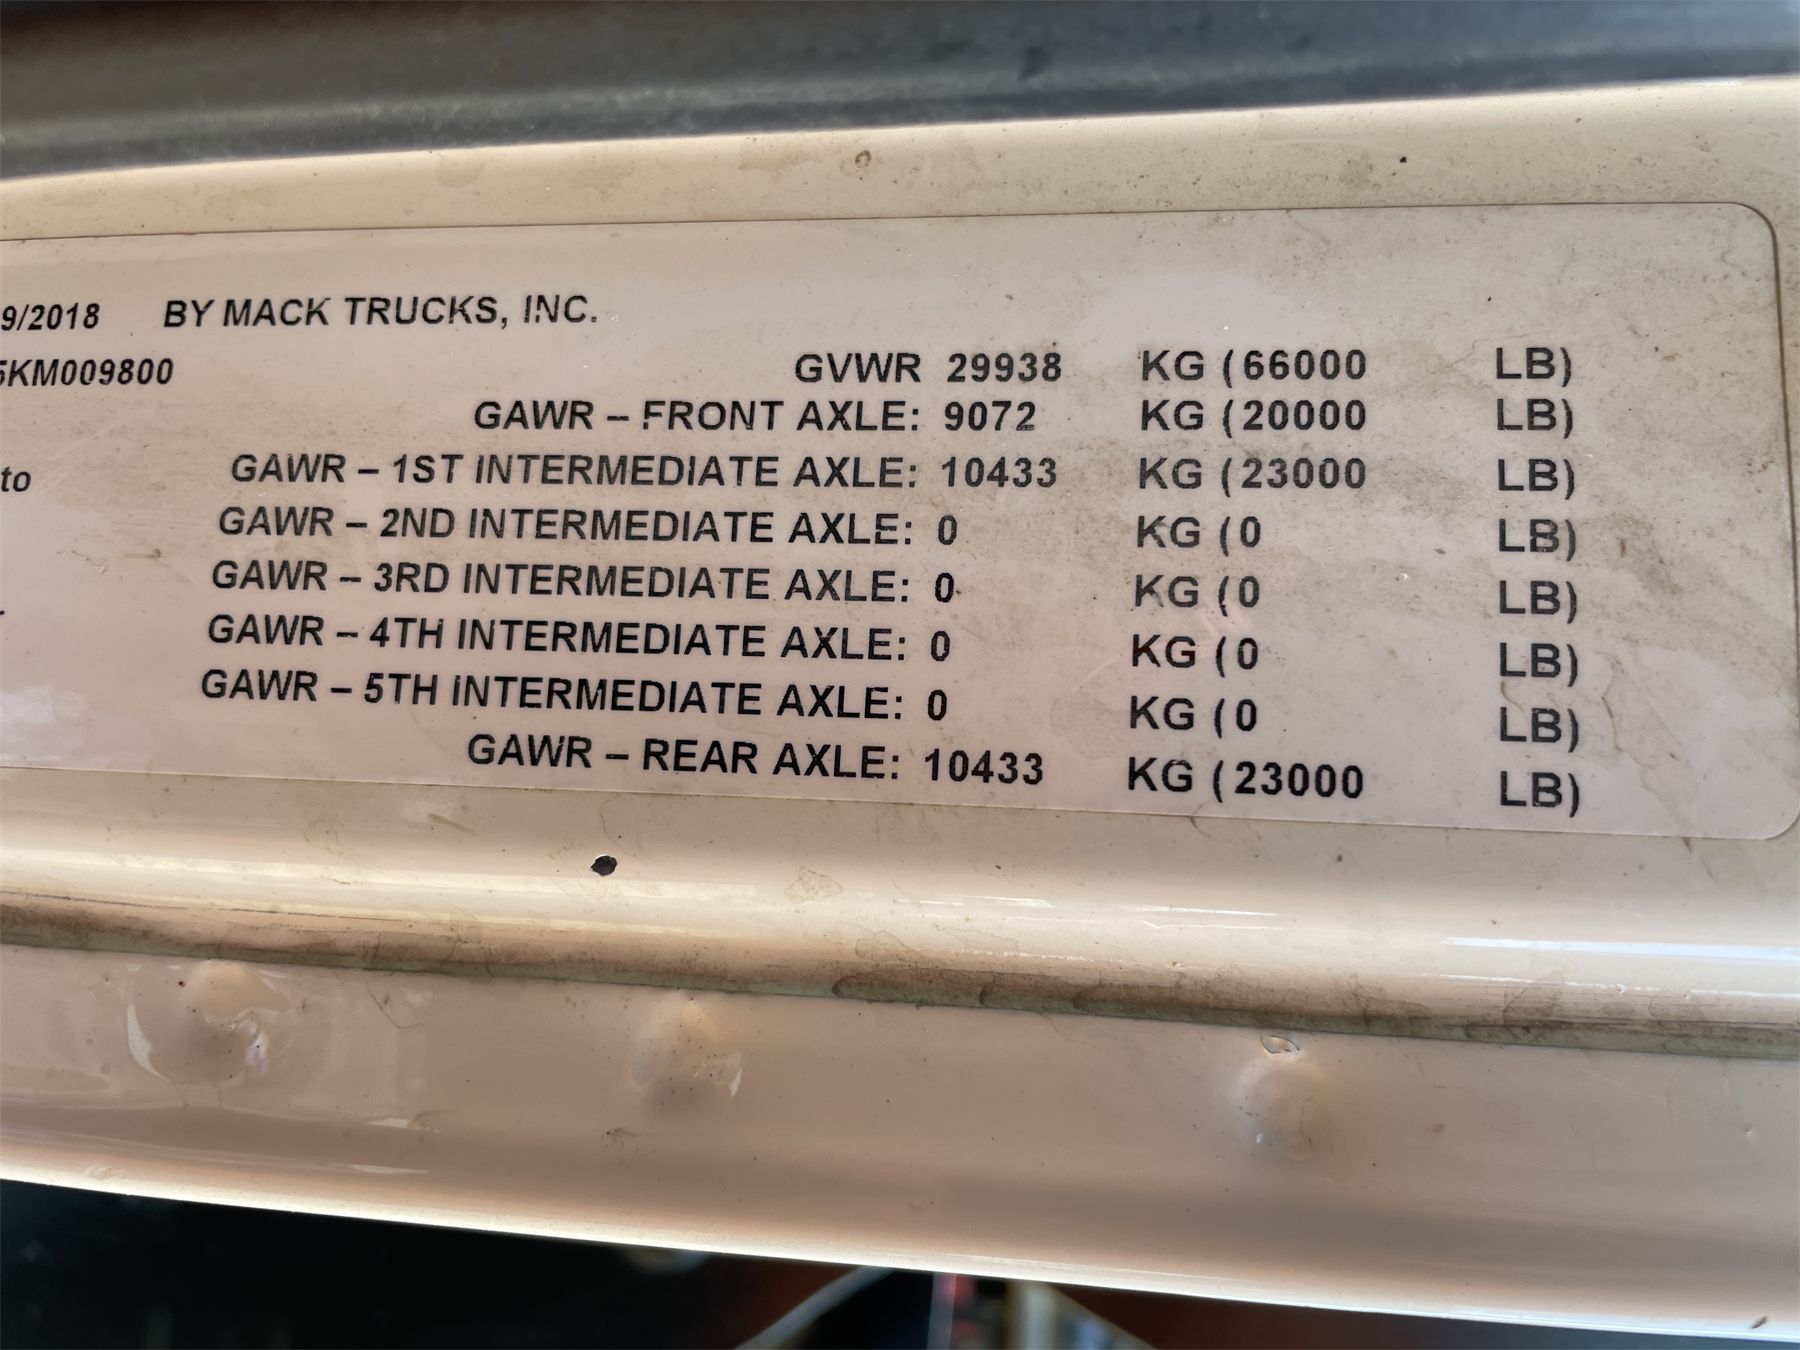 9/2018 BY MACK TRUCKS, INC.
5KM009800
GVWR 29938 KG (66000 LB)
GAWR – FRONT AXLE: 9072 KG (20000 LB)
to GAWR – 1ST INTERMEDIATE AXLE: 10433 KG (23000 LB)
GAWR – 2ND INTERMEDIATE AXLE: 0 KG (0 LB)
GAWR – 3RD INTERMEDIATE AXLE: 0 KG (0 LB)
GAWR – 4TH INTERMEDIATE AXLE: 0 KG (0 LB)
GAWR – 5TH INTERMEDIATE AXLE: 0 KG (0 LB)
GAWR – REAR AXLE: 10433 KG (23000 LB)